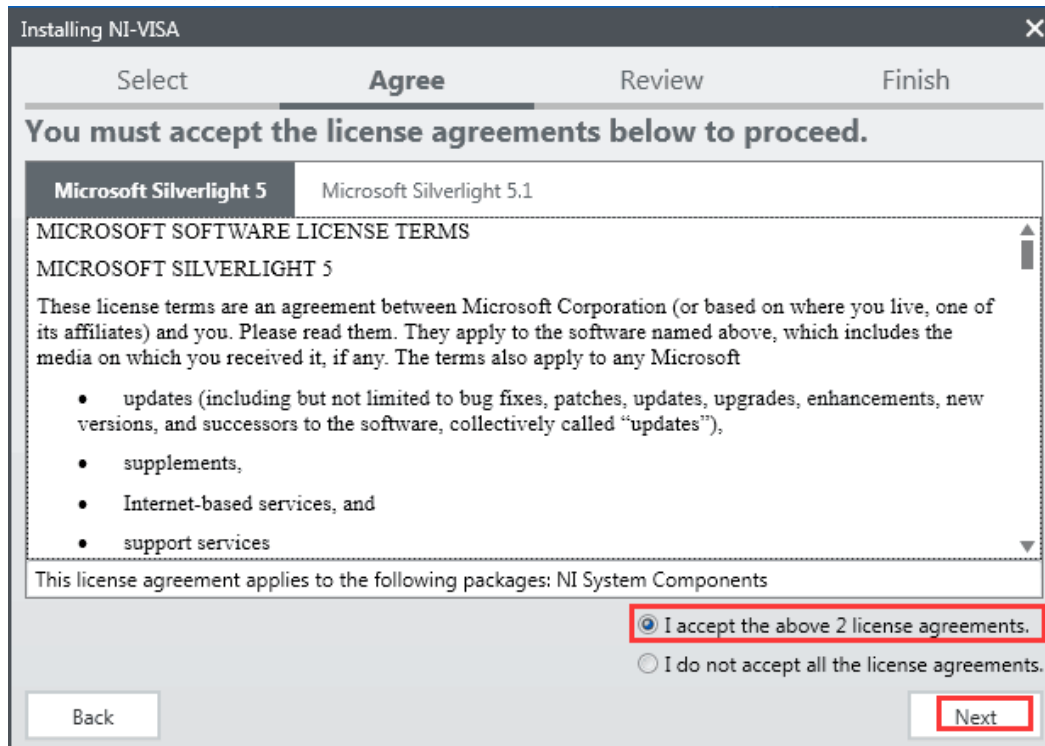 Installing NI-VISA
Select Agree Review Finish
You must accept the license agreements below to proceed.
Microsoft Silverlight 5 Microsoft Silverlight 5.1
MICROSOFT SOFTWARE LICENSE TERMS
MICROSOFT SILVERLIGHT 5
These license terms are an agreement between Microsoft Corporation (or based on where you live, one of
its affiliates) and you. Please read them. They apply to the software named above, which includes the
media on which you received it, if any. The terms also apply to any Microsoft
• updates (including but not limited to bug fixes, patches, updates, upgrades, enhancements, new
versions, and successors to the software, collectively called “updates”),
• supplements,
• Internet-based services, and
• support services
This license agreement applies to the following packages: NI System Components
I accept the above 2 license agreements.
I do not accept all the license agreements.
Back Next